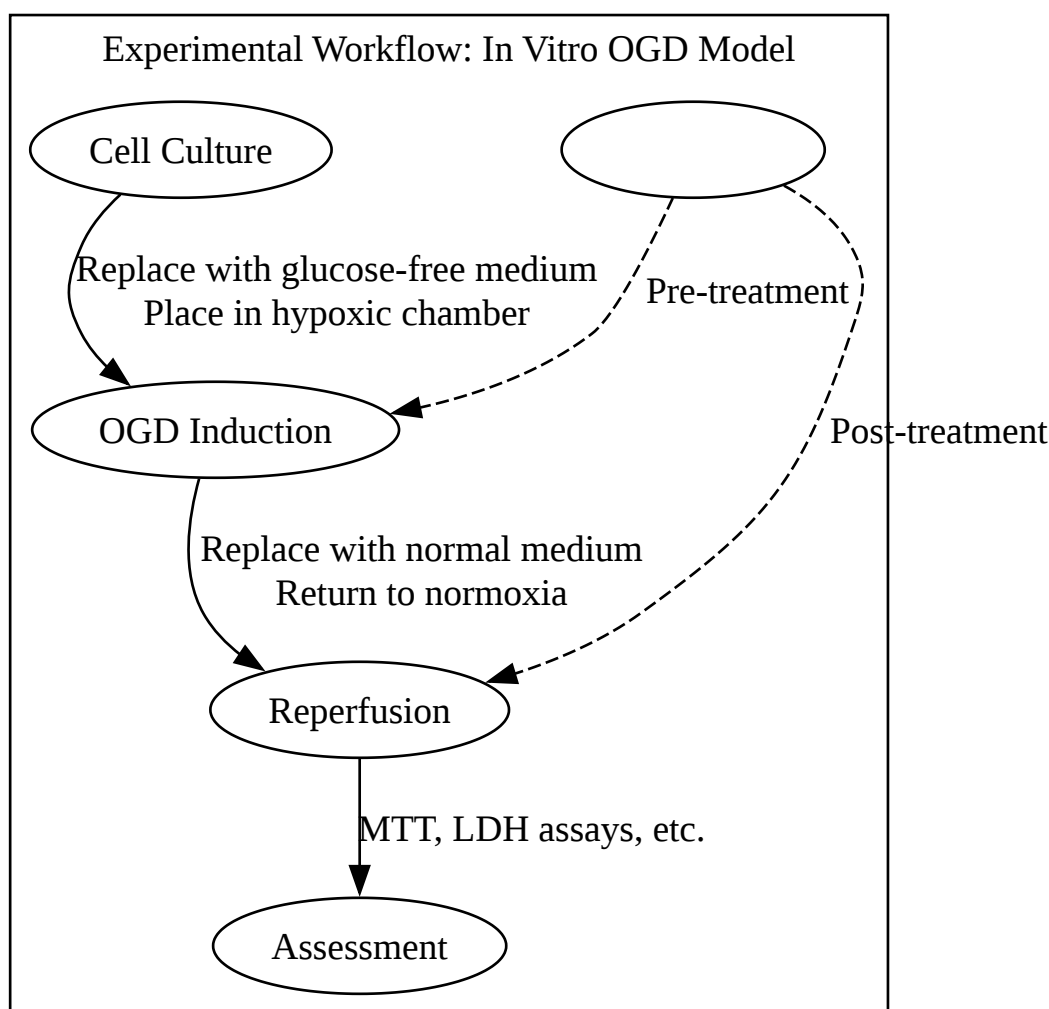 Experimental Workflow: In Vitro OGD Model
Cell Culture
Replace with glucose-free medium
Place in hypoxic chamber
Pre-treatment
OGD Induction
Post-treatment
Replace with normal medium
Return to normoxia
Reperfusion
MTT, LDH assays, etc.
Assessment